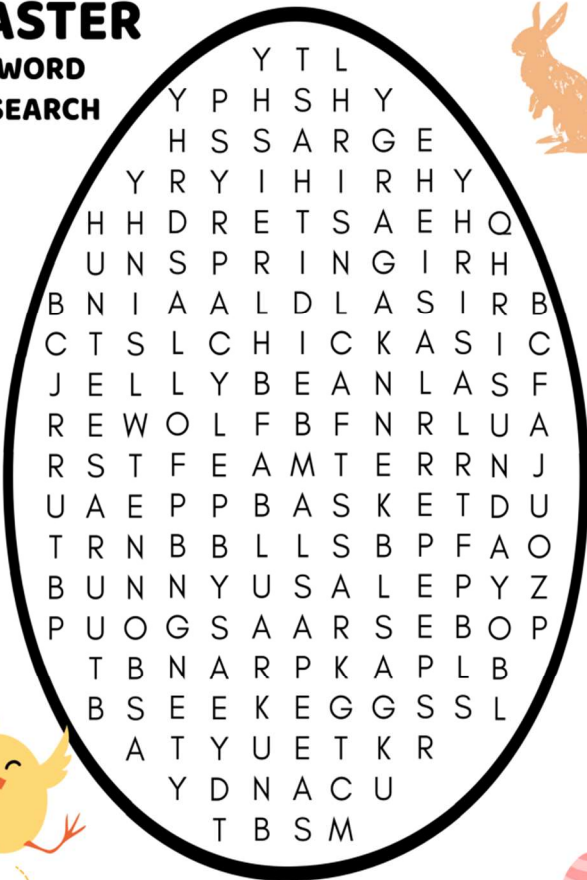 ASTER
WORD
SEARCH
Y T L
Y P H S H Y
H S S A R G E
Y R Y I H I R H Y
H H D R E T S A E H Q
U N S P R I N G I R H
B N I A A L D L A S I R B
C T S L C H I C K A S I C
J E L L Y B E A N L A S F
R E W O L F B F N R L U A
R S T F E A M T E R R N J
U A E P P B A S K E T D U
T R N B B L L S B P F A O
B U N N Y U S A L E P Y Z
P U O G S A A R S E B O P
T B N A R P K A P L B
B S E E K E G G S S L
A T Y U E T K R
Y D N A C U
T B S M